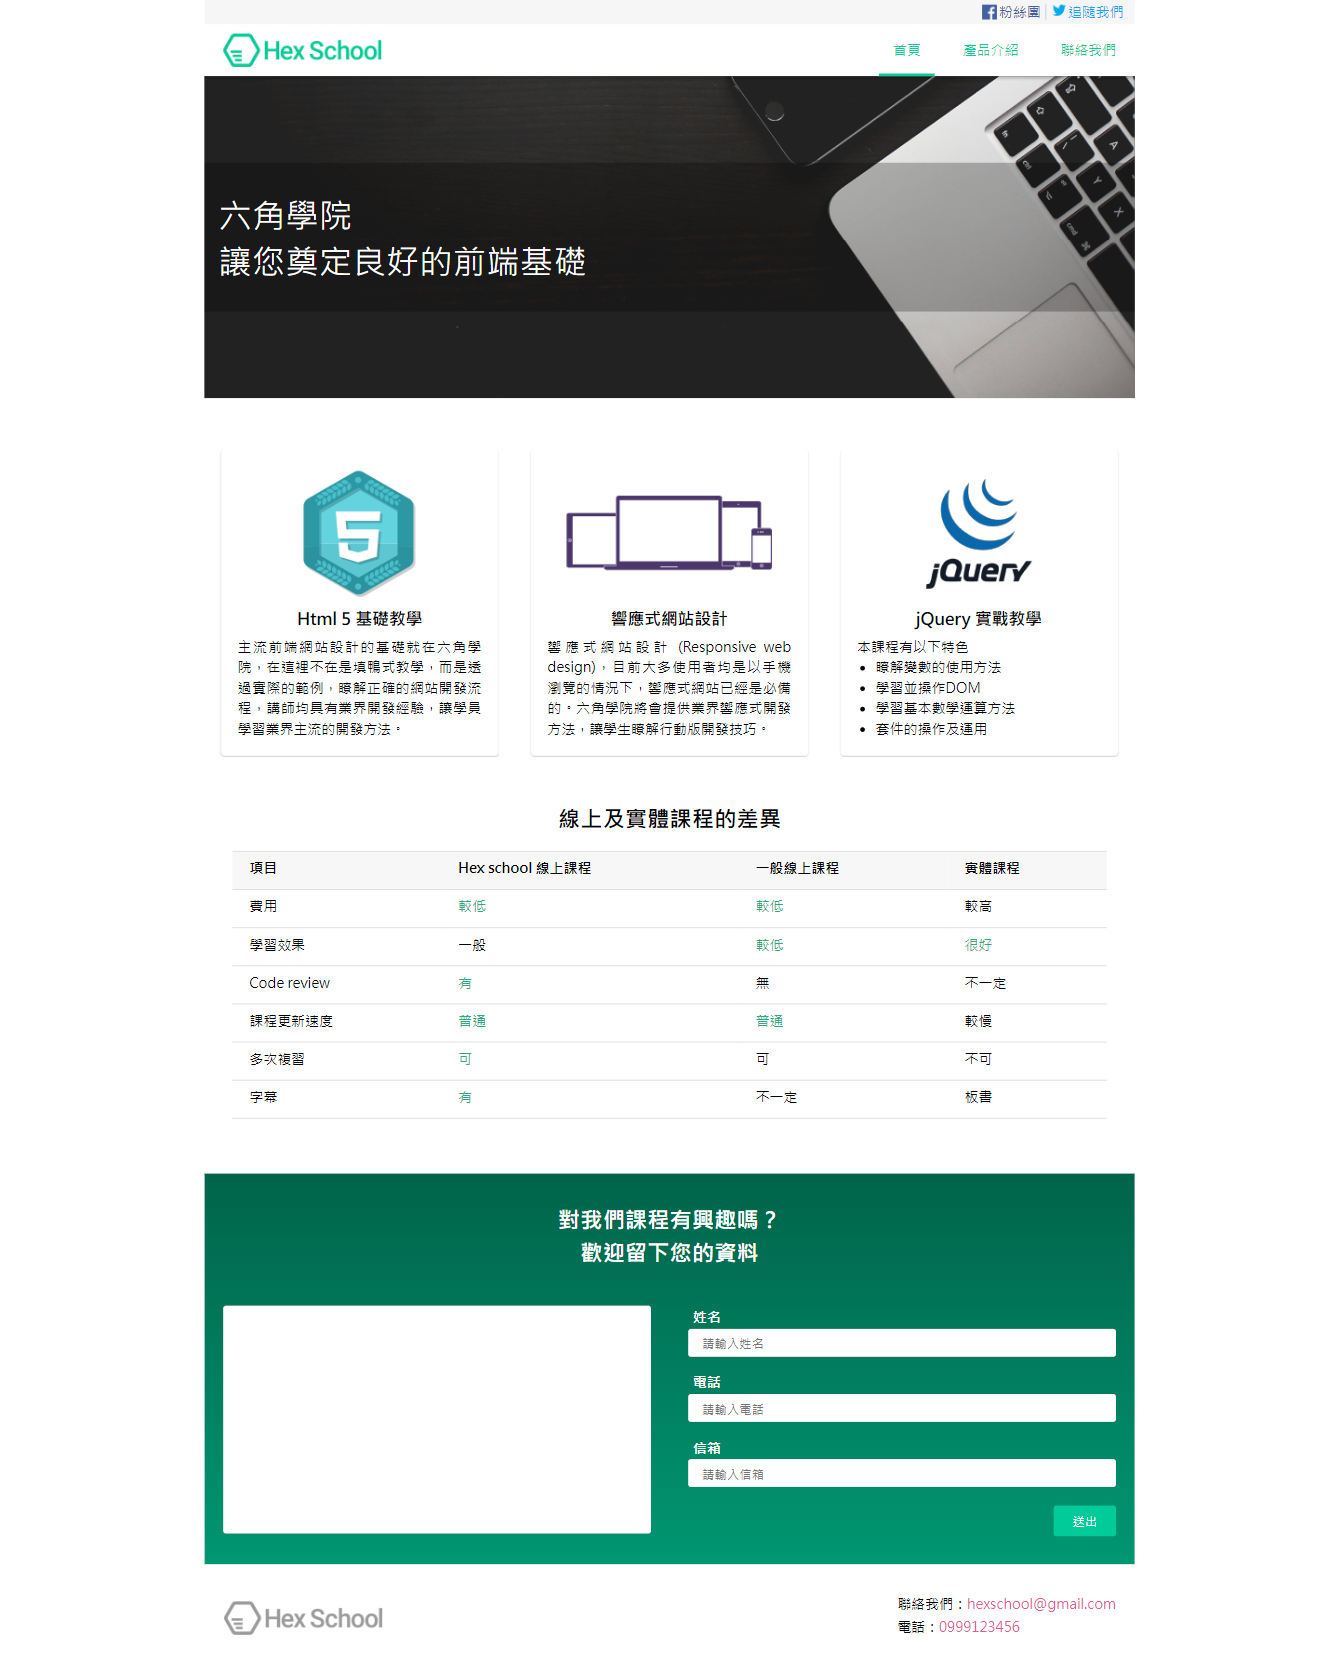 粉絲團 | 追隨我們
Hex School
首頁 產品介紹 聯絡我們
六角學院
讓您奠定良好的前端基礎
5
jQuery
Html 5 基礎教學
主流前端網站設計的基礎就在六角學
院，在這裡不在是填鴨式教學，而是透
過實際的範例，瞭解正確的網站開發流
程，講師均具有業界開發經驗，讓學員
學習業界主流的開發方法。
響應式網站設計
響應式網站設計 (Responsive web
design)，目前大多使用者均是以手機
瀏覽的情況下，響應式網站已經是必備
的。六角學院將會提供業界響應式開發
方法，讓學生瞭解行動版開發技巧。
jQuery 實戰教學
本課程有以下特色
• 瞭解變數的使用方法
• 學習並操作DOM
• 學習基本數學運算方法
• 套件的操作及運用
線上及實體課程的差異
項目 Hex school 線上課程 一般線上課程 實體課程
費用 較低 較低 較高
學習效果 一般 較低 很好
Code review 有 無 不一定
課程更新速度 普通 普通 較慢
多次複習 可 可 不可
字幕 有 不一定 板書
對我們課程有興趣嗎？
歡迎留下您的資料
姓名
請輸入姓名
電話
請輸入電話
信箱
請輸入信箱
送出
Hex School
聯絡我們：hexschool@gmail.com
電話：0999123456